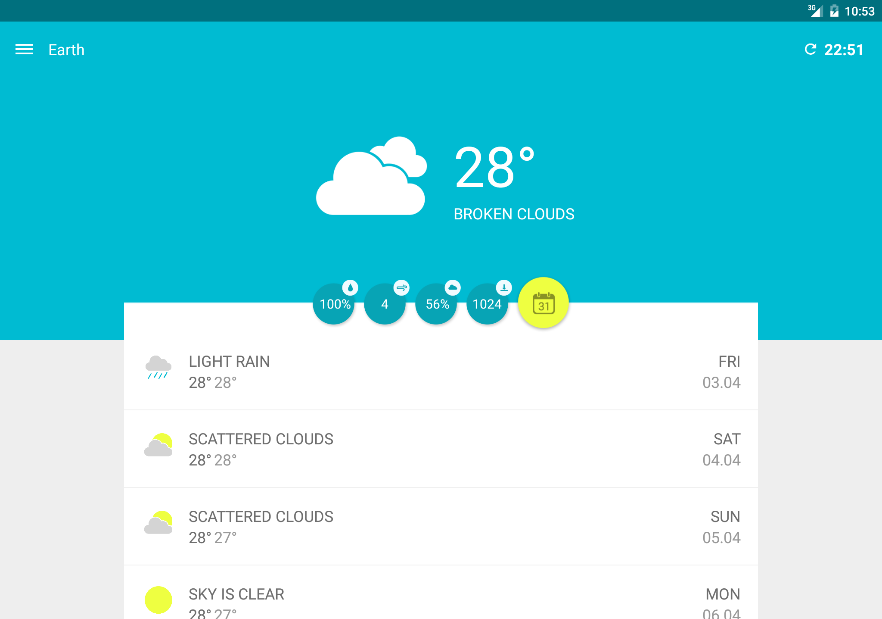 3G 10:53
Earth 22:51
28°
BROKEN CLOUDS
100% 4 56% 1024 31
LIGHT RAIN FRI
28° 28° 03.04
SCATTERED CLOUDS SAT
28° 28° 04.04
SCATTERED CLOUDS SUN
28° 27° 05.04
SKY IS CLEAR MON
28° 27° 06.04